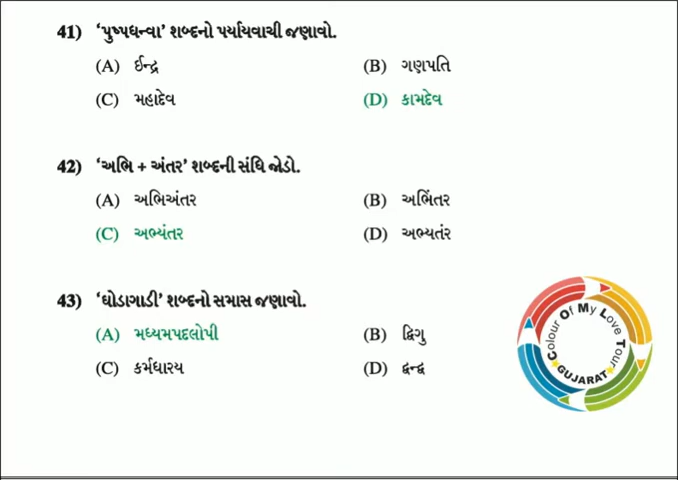 41) ‘પુષ્પધન્વા’ શબ્દનો પર્યાયવાચી જણાવો.
(A) ઈન્દ્ર (B) ગણપતિ
(C) મહાદેવ (D) કામદેવ
42) ‘અભિ + અંતર’ શબ્દની સંધિ જોડો.
(A) અભિઅંતર (B) અભિંતર
(C) અભ્યંતર (D) અભ્યતંર
43) ‘ઘોડાગાડી’ શબ્દનો સમાસ જણાવો.
(A) મધ્યમપદલોપી (B) દ્વિગુ
(C) કર્મધારય (D) દ્વન્દ્વ
Colour Of My Love Tour
GUJARAT